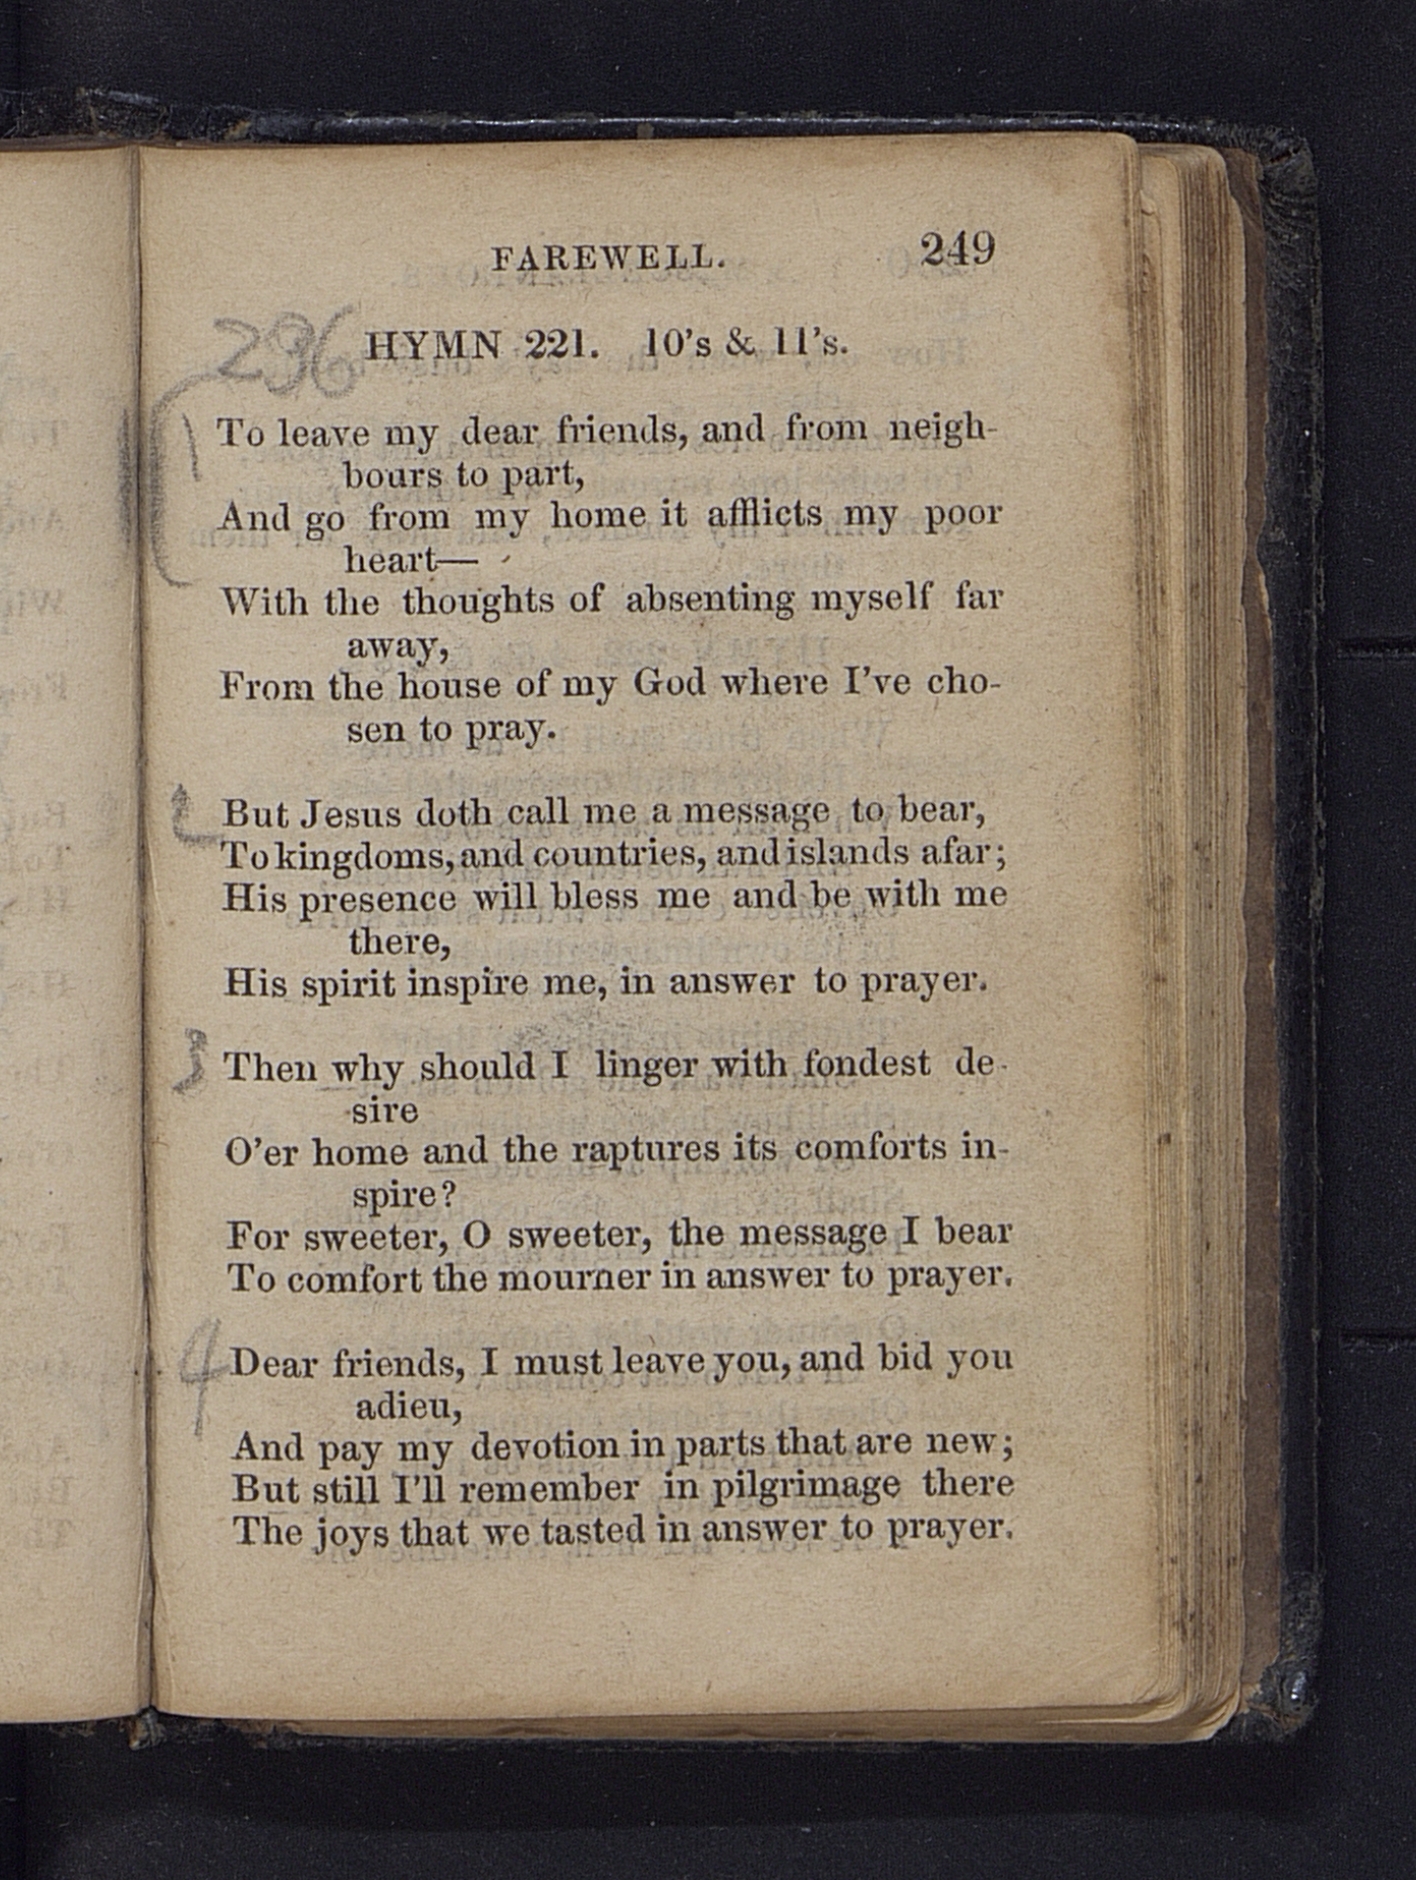 FAREWELL. 249
236
HYMN 221. 10's & 11's.
1 To leave my dear friends, and from neigh-
bours to part,
And go from my home it afflicts my poor
heart—
With the thoughts of absenting myself far
away,
From the house of my God where I've cho-
sen to pray.
2 But Jesus doth call me a message to bear,
To kingdoms, and countries, and islands afar;
His presence will bless me and be with me
there,
His spirit inspire me, in answer to prayer.
3 Then why should I linger with fondest de-
sire
O'er home and the raptures its comforts in-
spire?
For sweeter, O sweeter, the message I bear
To comfort the mourner in answer to prayer.
4 Dear friends, I must leave you, and bid you
adieu,
And pay my devotion in parts that are new;
But still I'll remember in pilgrimage there
The joys that we tasted in answer to prayer.